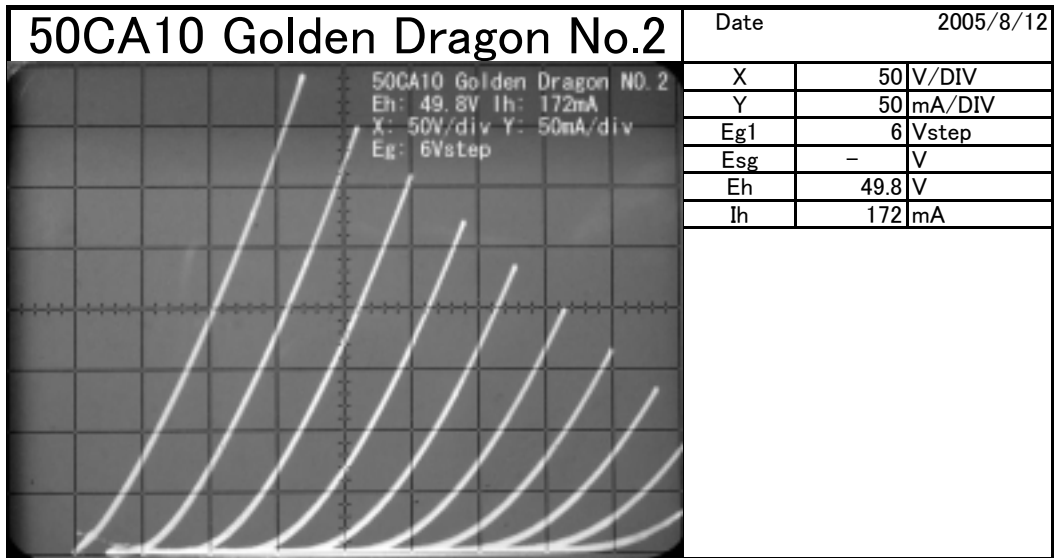 50CA10 Golden Dragon No.2
Date 2005/8/12
50CA10 Golden Dragon NO.2
Eh: 49.8V Ih: 172mA
X: 50V/div Y: 50mA/div
Eg: 6Vstep
X 50 V/DIV
Y 50 mA/DIV
Eg1 6 Vstep
Esg － V
Eh 49.8 V
Ih 172 mA